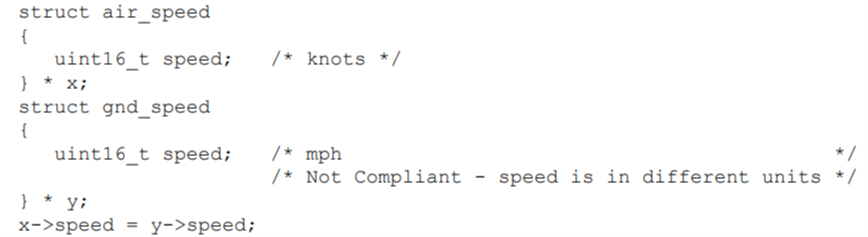 struct air_speed
{
   uint16_t speed;   /* knots */
} * x;
struct gnd_speed
{
   uint16_t speed;   /* mph                                           */
                     /* Not Compliant - speed is in different units */
} * y;
x->speed = y->speed;